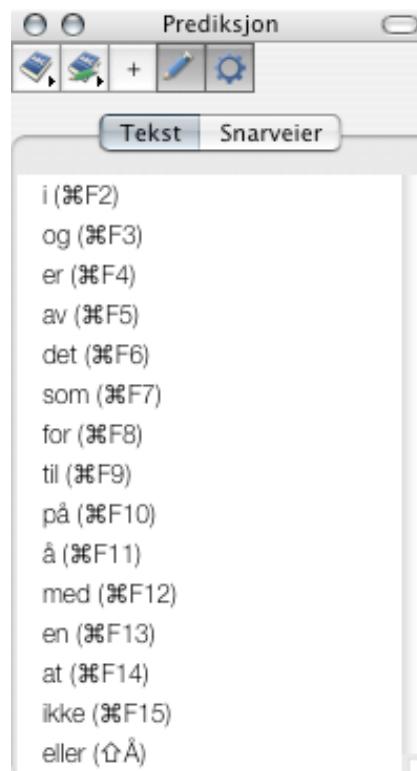 Prediksjon
+
Tekst Snarveier
i (⌘F2)
og (⌘F3)
er (⌘F4)
av (⌘F5)
det (⌘F6)
som (⌘F7)
for (⌘F8)
til (⌘F9)
på (⌘F10)
å (⌘F11)
med (⌘F12)
en (⌘F13)
at (⌘F14)
ikke (⌘F15)
eller (⇧Å)